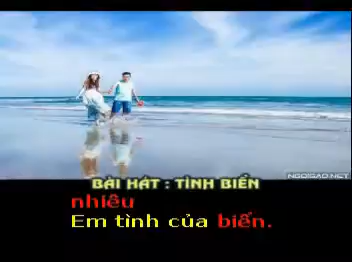 NGOISAO.NET
BÀI HÁT : TÌNH BIỂN
nhiêu
Em tình của biển.